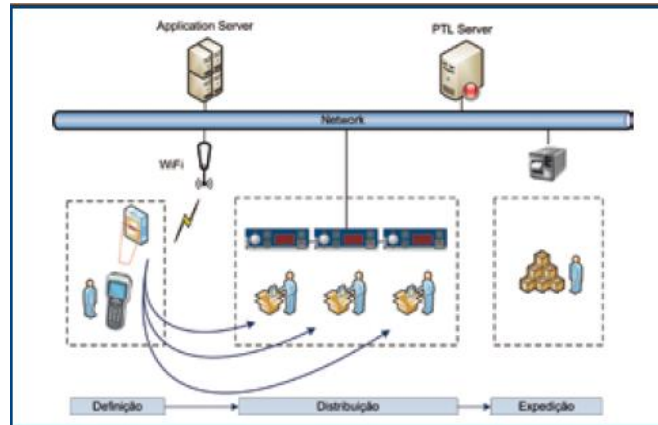 Application Server
PTL Server
Network
WiFi
Definição
Distribuição
Expedição